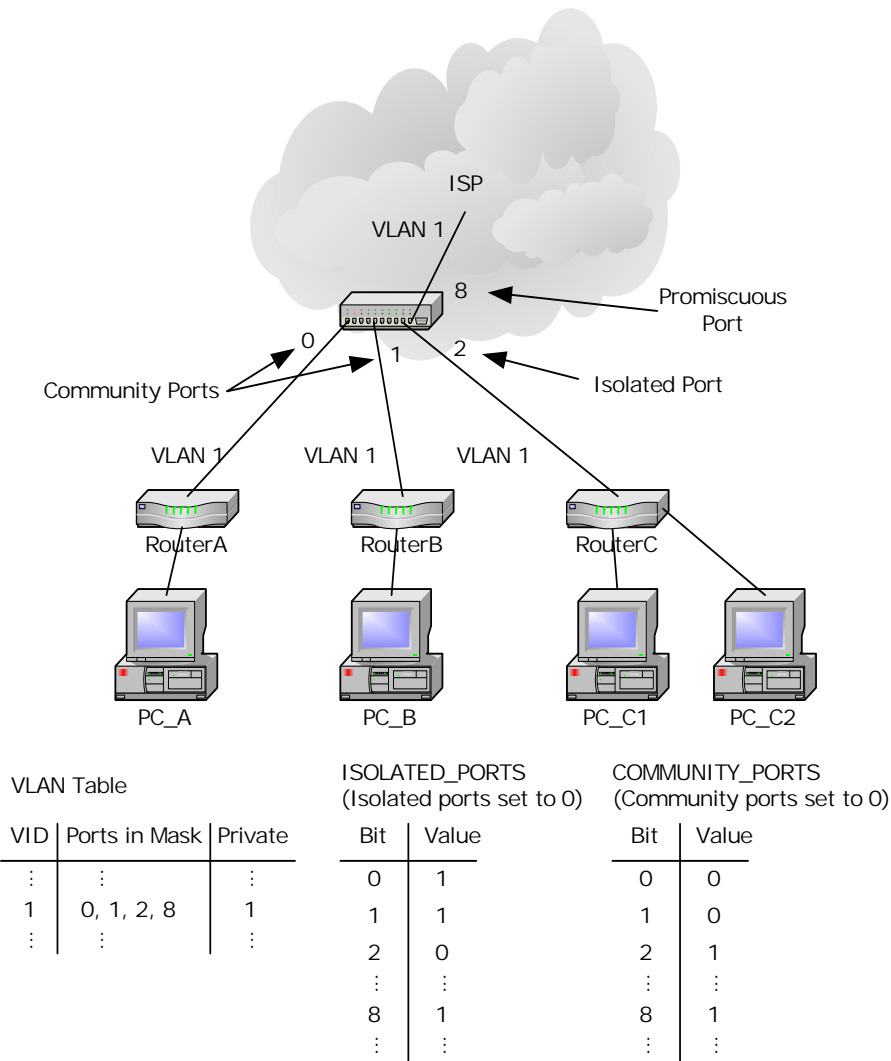 ISP
VLAN 1
8
Promiscuous
Port
0
1
2
Community Ports
Isolated Port
VLAN 1
VLAN 1
VLAN 1
RouterA
RouterB
RouterC
PC_A
PC_B
PC_C1
PC_C2
VLAN Table
VID Ports in Mask Private
⋮ ⋮ ⋮
1 0, 1, 2, 8 1
⋮ ⋮ ⋮
ISOLATED_PORTS
(Isolated ports set to 0)
Bit Value
0 1
1 1
2 0
⋮ ⋮
8 1
⋮ ⋮
COMMUNITY_PORTS
(Community ports set to 0)
Bit Value
0 0
1 0
2 1
⋮ ⋮
8 1
⋮ ⋮